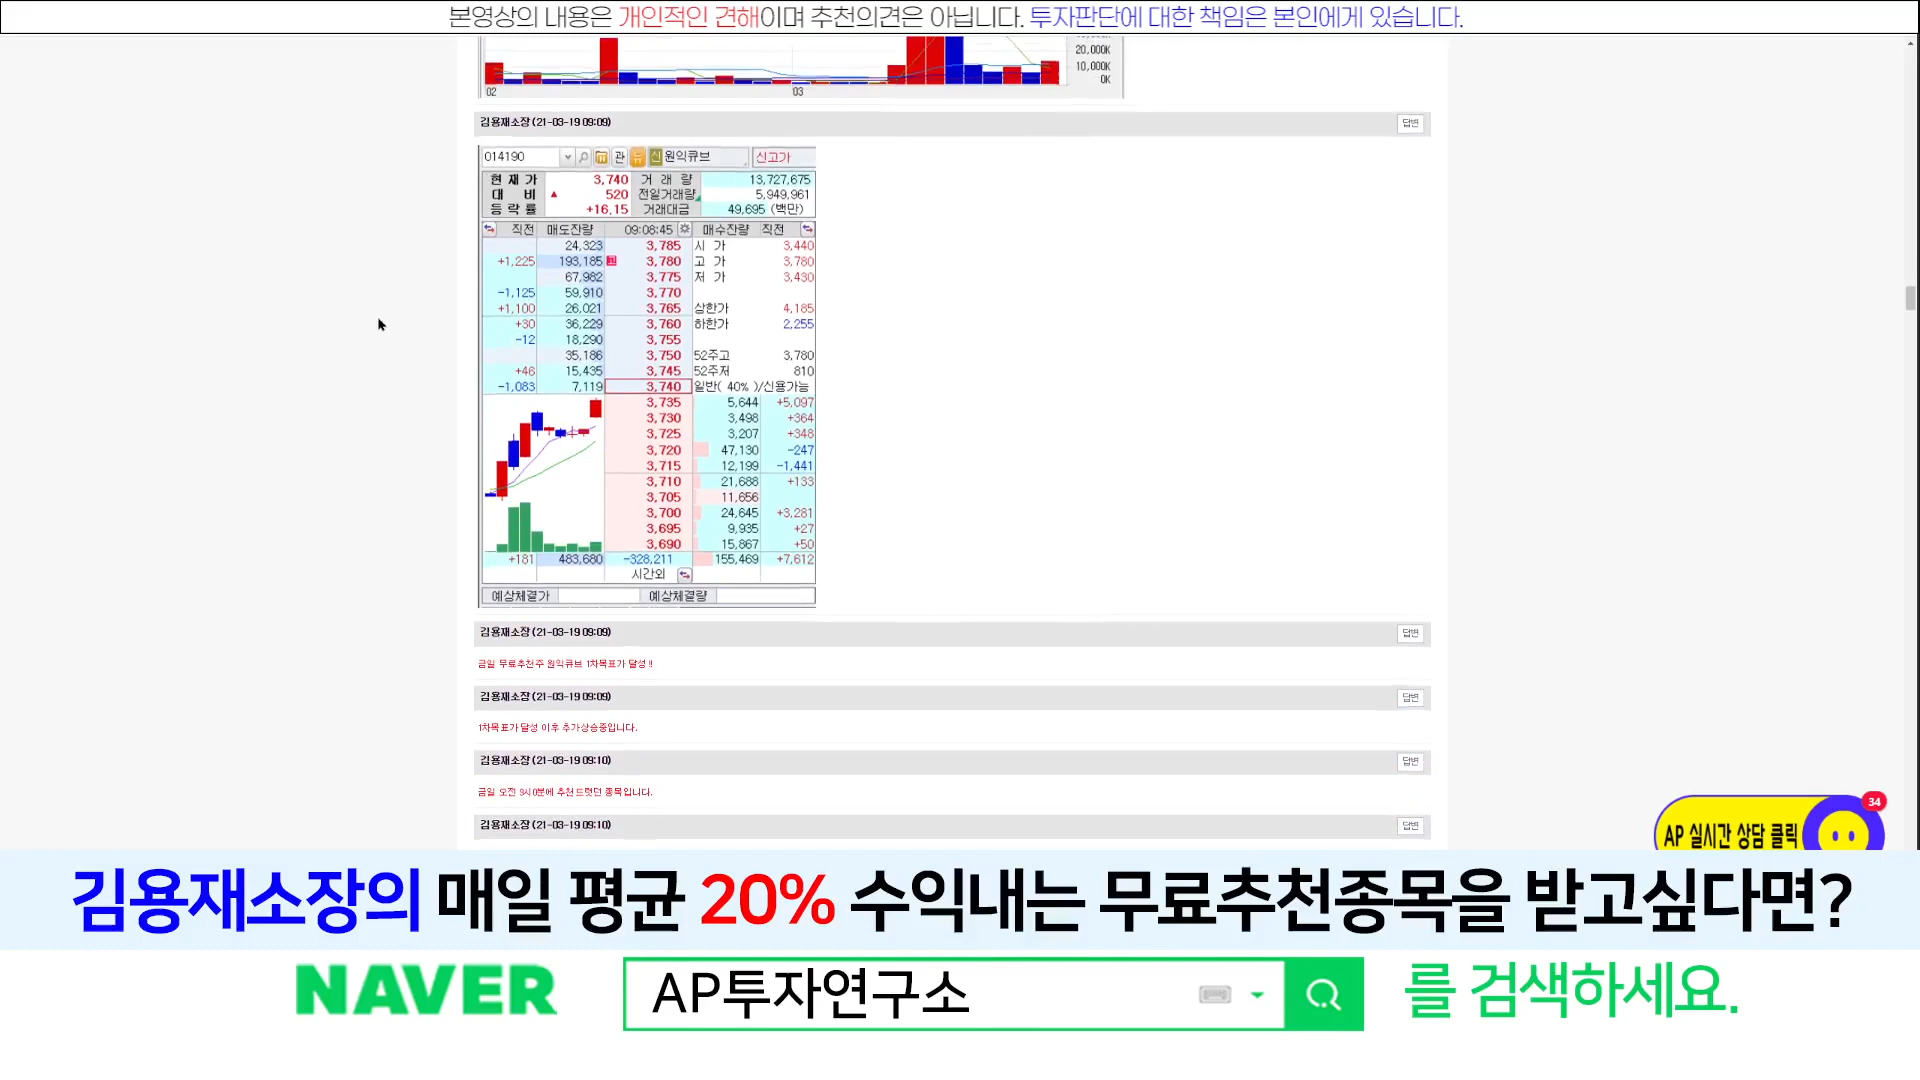 본영상의 내용은 개인적인 견해이며 추천의견은 아닙니다. 투자판단에 대한 책임은 본인에게 있습니다.
20,000K
10,000K
0K
02 03
김용재소장 (21-03-19 09:09) 답변
014190 관 뉴 신 원익큐브 신고가
현재가 3,740 거래량 13,727,675
대비 ▲ 520 전일거래량 5,949,961
등락률 +16.15 거래대금 49,695 (백만)
직전 매도잔량 09:08:45 매수잔량 직전
24,323 3,785 시가 3,440
+1,225 193,185 고 3,780 고가 3,780
67,982 3,775 저가 3,430
-1,125 59,910 3,770
+1,100 26,021 3,765 상한가 4,185
+30 36,229 3,760 하한가 2,255
-12 18,290 3,755
35,186 3,750 52주고 3,780
+46 15,435 3,745 52주저 810
-1,083 7,119 3,740 일반( 40% )/신용가능
3,735 5,644 +5,097
3,730 3,498 +364
3,725 3,207 +348
3,720 47,130 -247
3,715 12,199 -1,441
3,710 21,688 +133
3,705 11,656
3,700 24,645 +3,281
3,695 9,935 +27
3,690 15,867 +50
+181 483,680 -328,211 155,469 +7,612
시간외
예상체결가 예상체결량
김용재소장 (21-03-19 09:09) 답변
금일 무료추천주 원익큐브 1차목표가 달성 !!
김용재소장 (21-03-19 09:09) 답변
1차목표가 달성 이후 추가상승중입니다.
김용재소장 (21-03-19 09:10) 답변
금일 오전 9시0분에 추천드렸던 종목입니다.
김용재소장 (21-03-19 09:10) 답변
34
AP 실시간 상담 클릭
김용재소장의 매일 평균 20% 수익내는 무료추천종목을 받고싶다면?
NAVER AP투자연구소 를 검색하세요.